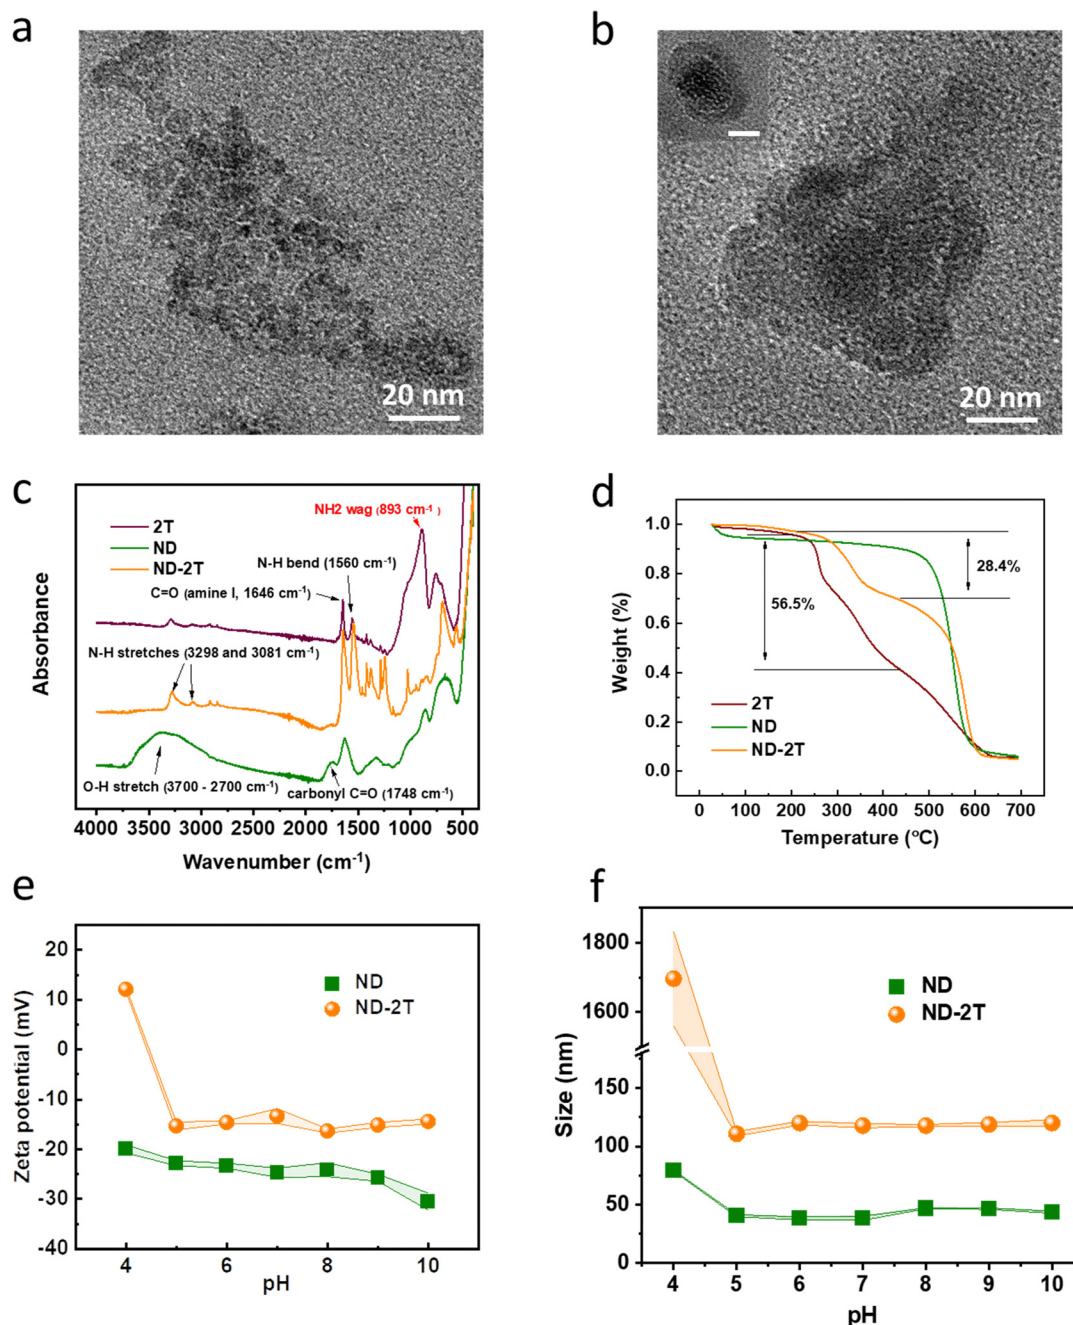 a
b
20 nm
20 nm
c
2T
ND
ND-2T
NH2 wag (893 cm-1)
N-H bend (1560 cm-1)
C=O (amine I, 1646 cm-1)
N-H stretches (3298 and 3081 cm-1)
O-H stretch (3700 - 2700 cm-1)
carbonyl C=O (1748 cm-1)
Absorbance
4000 3500 3000 2500 2000 1500 1000 500
Wavenumber (cm-1)
d
1.0
0.8
0.6
0.4
0.2
0.0
Weight (%)
56.5%
28.4%
2T
ND
ND-2T
0 100 200 300 400 500 600 700
Temperature (°C)
e
20
10
0
-10
-20
-30
-40
Zeta potential (mV)
ND
ND-2T
4 6 8 10
pH
f
1800
1600
150
100
50
0
Size (nm)
ND
ND-2T
4 5 6 7 8 9 10
pH